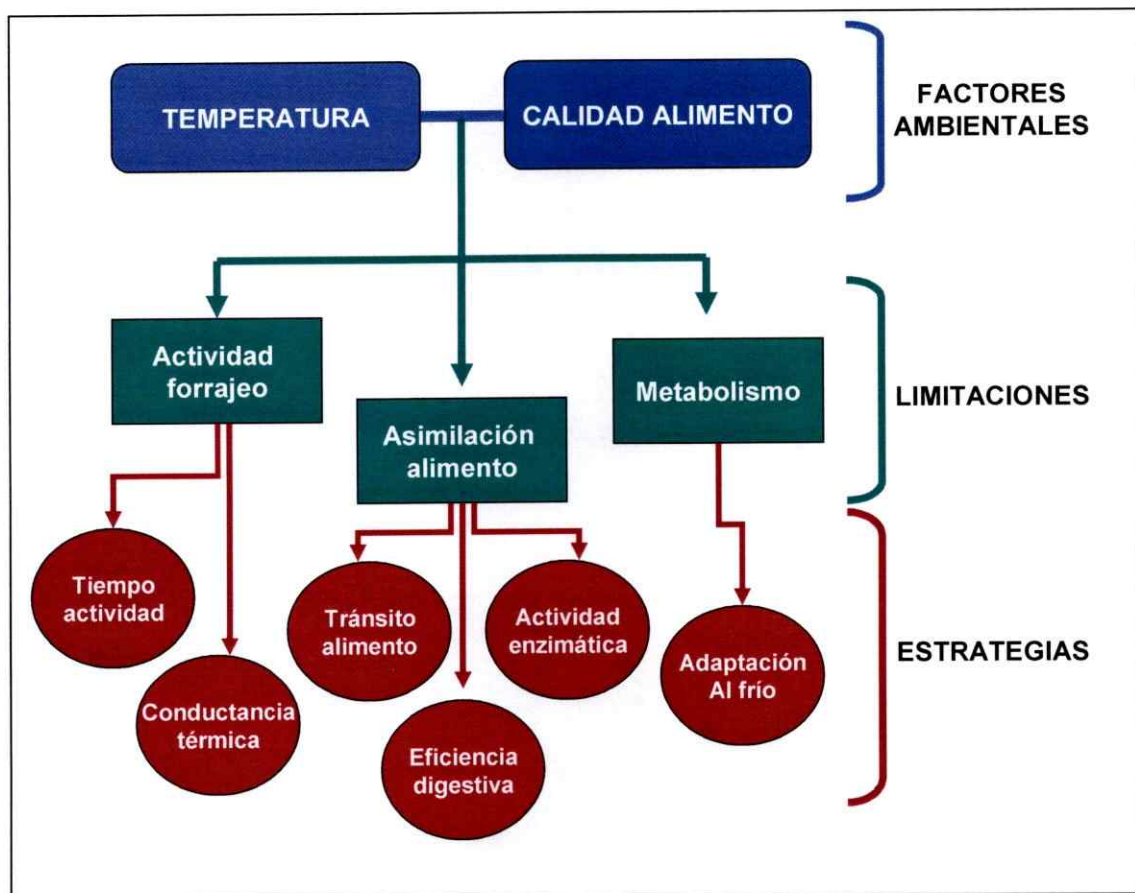 TEMPERATURA
CALIDAD ALIMENTO
FACTORES
AMBIENTALES
Actividad
forrajeo
Asimilación
alimento
Metabolismo
LIMITACIONES
Tiempo
actividad
Conductancia
térmica
Tránsito
alimento
Eficiencia
digestiva
Actividad
enzimática
Adaptación
Al frío
ESTRATEGIAS